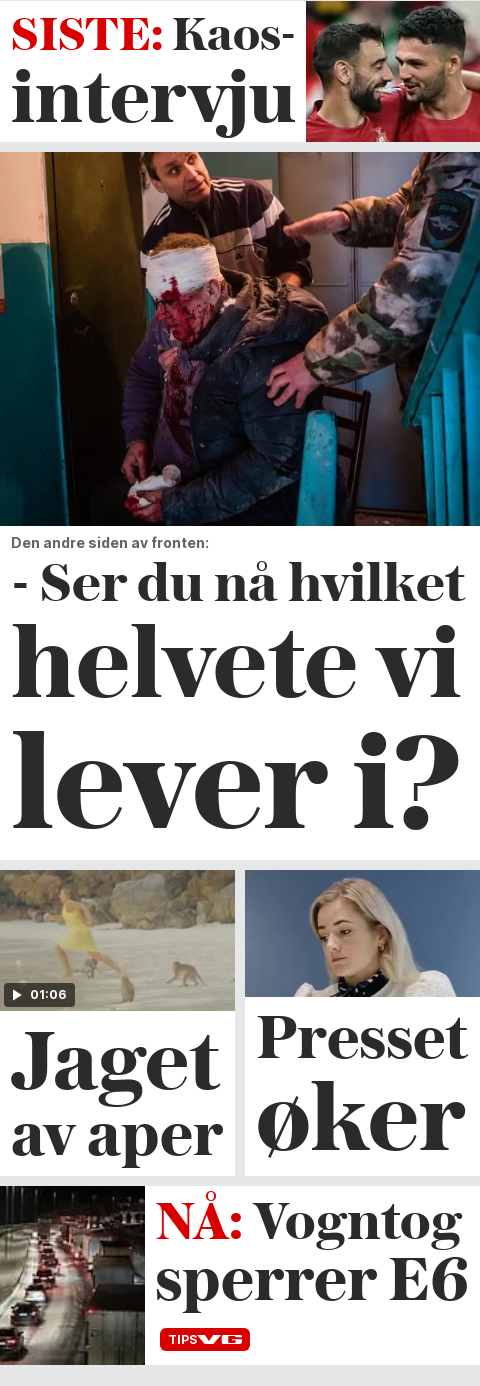 SISTE: Kaos-
intervju
Den andre siden av fronten:
- Ser du nå hvilket
helvete vi
lever i?
01:06
Jaget
av aper
Presset
øker
NÅ: Vogntog
sperrer E6
TIPS VG